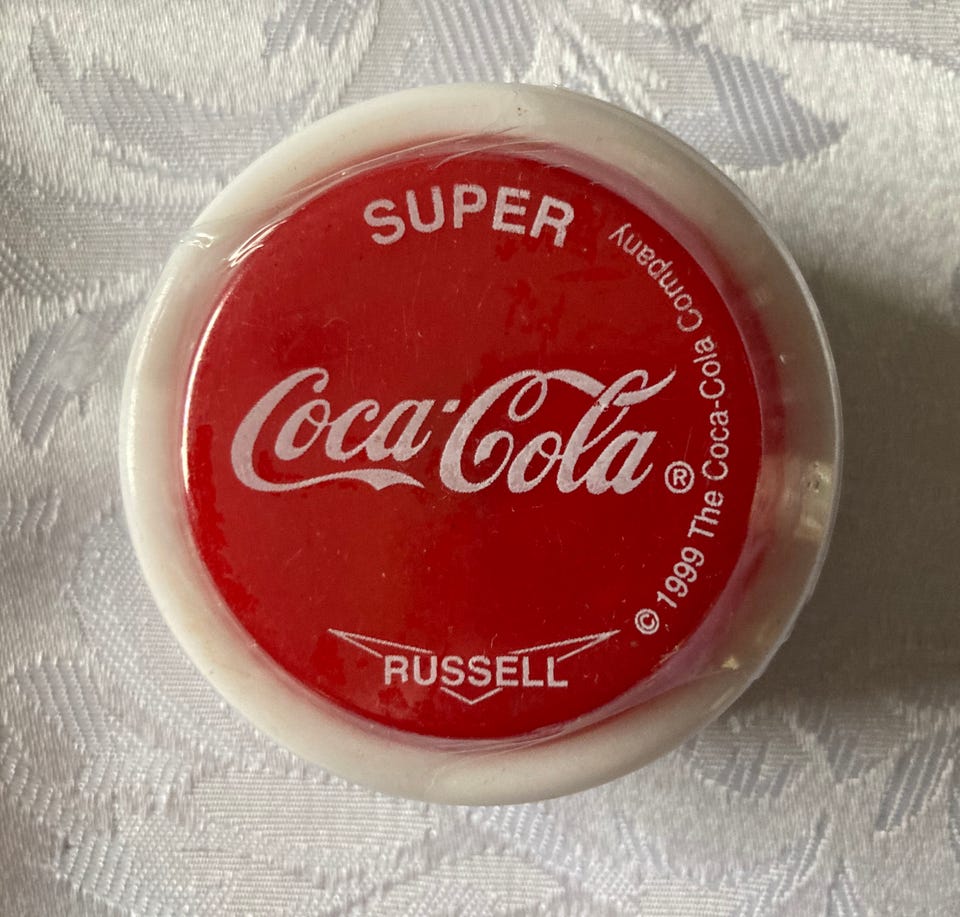 SUPER
Coca-Cola ®
© 1999 The Coca-Cola Company
RUSSELL